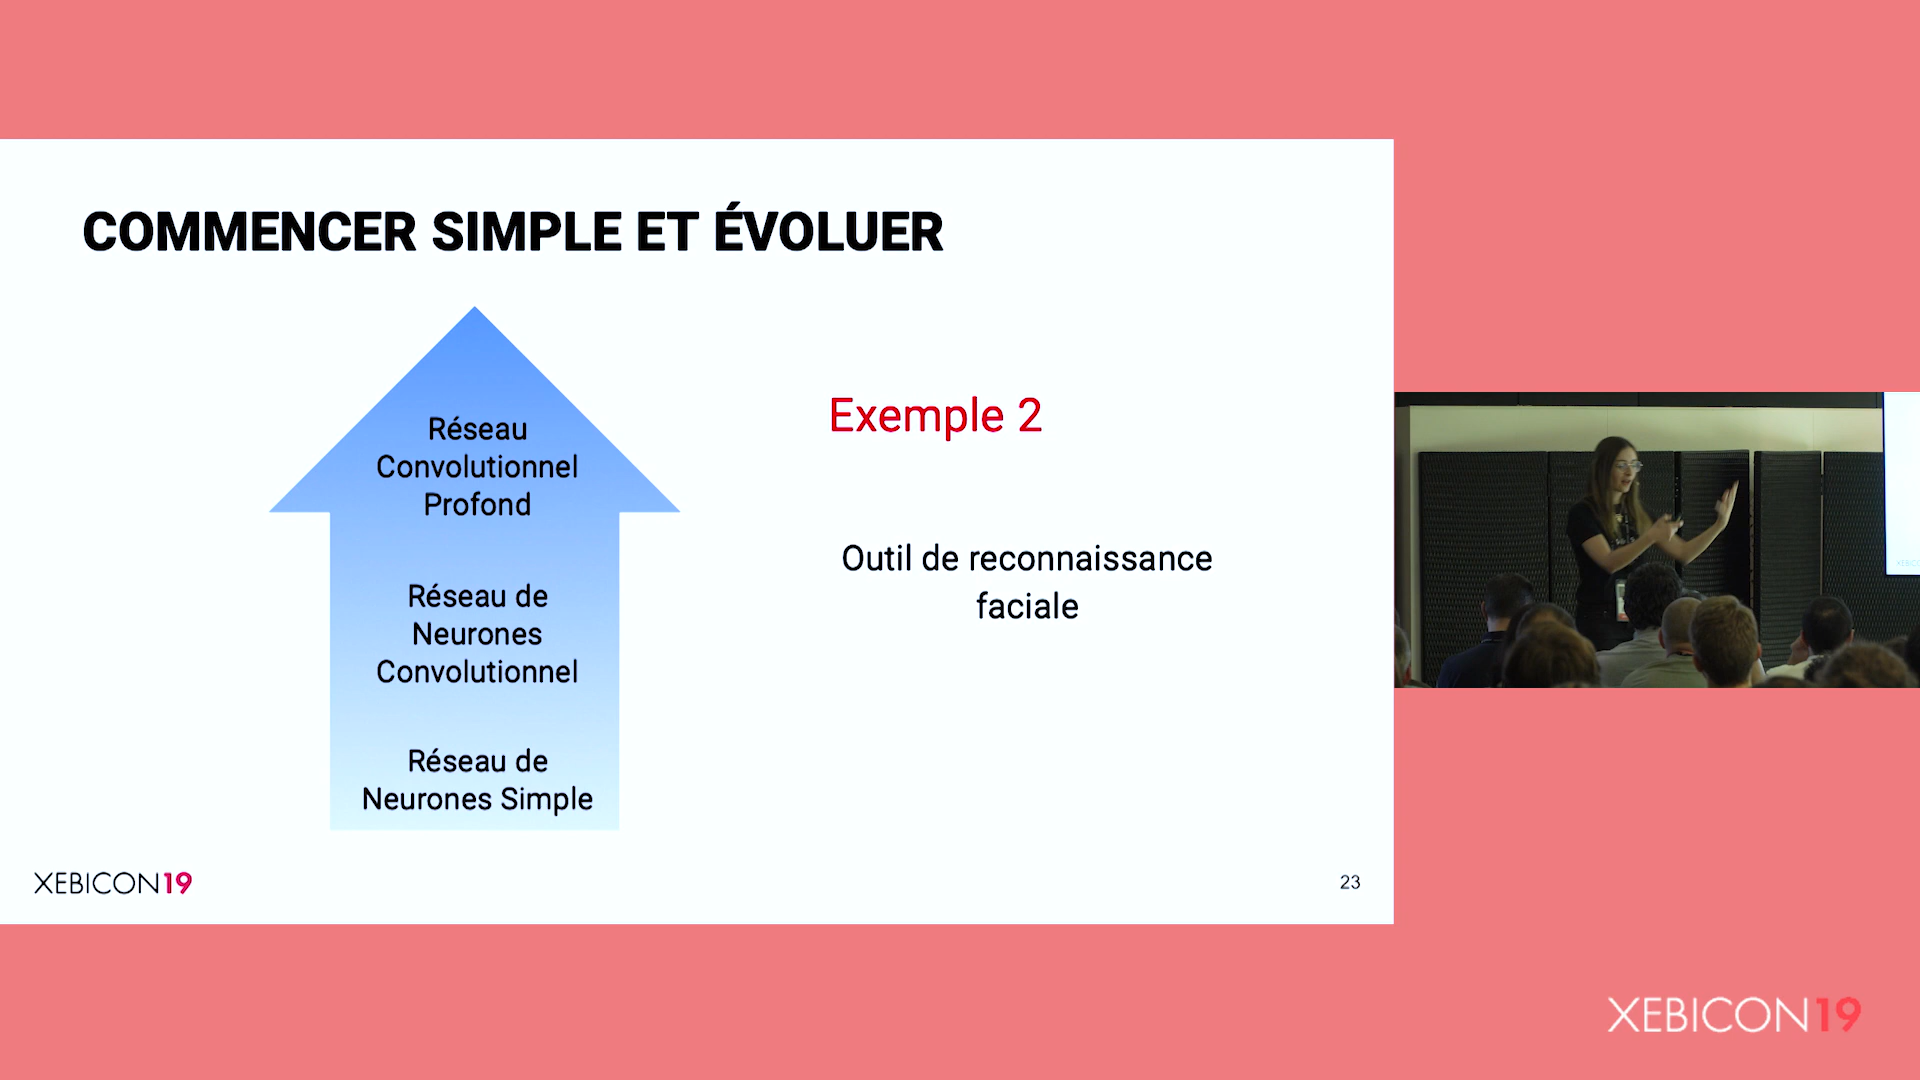 COMMENCER SIMPLE ET ÉVOLUER
Réseau
Convolutionnel
Profond
Réseau de
Neurones
Convolutionnel
Réseau de
Neurones Simple
Exemple 2
Outil de reconnaissance
faciale
XEBICON19
23
XEBICON19